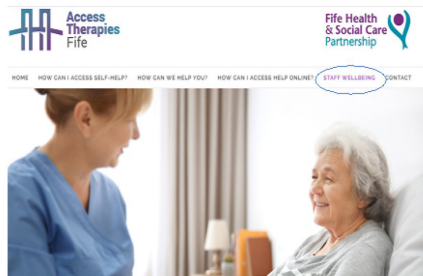 Access
Therapies
Fife
Fife Health
& Social Care
Partnership
HOME HOW CAN I ACCESS SELF-HELP? HOW CAN WE HELP YOU? HOW CAN I ACCESS HELP ONLINE? STAFF WELLBEING CONTACT